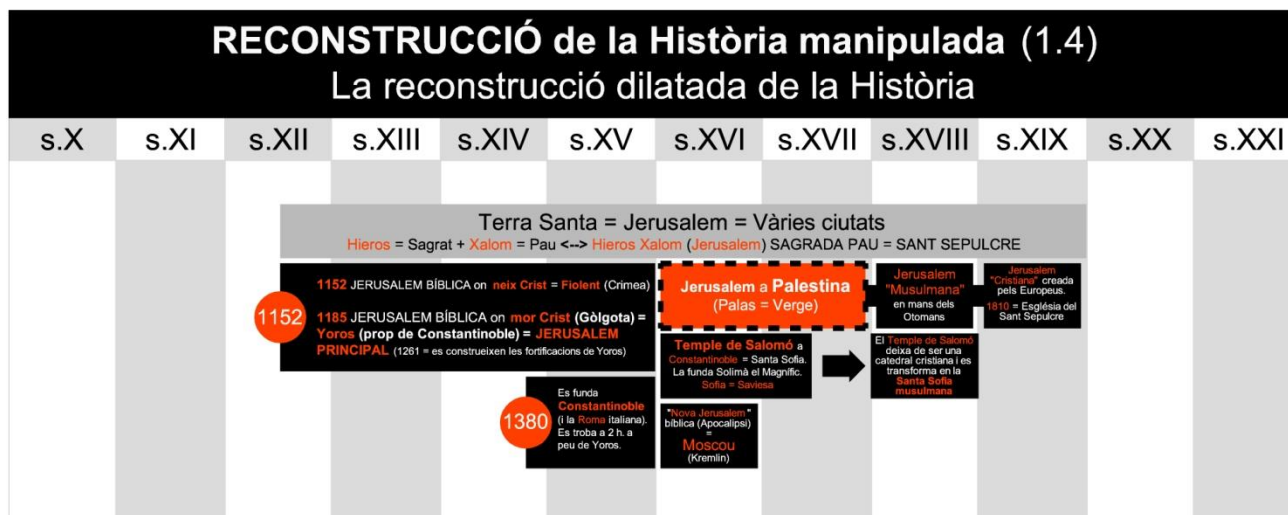 RECONSTRUCCIÓ de la Història manipulada (1.4)
La reconstrucció dilatada de la Història
s.X s.XI s.XII s.XIII s.XIV s.XV s.XVI s.XVII s.XVIII s.XIX s.XX s.XXI
Terra Santa = Jerusalem = Vàries ciutats
Hieros = Sagrat + Xalom = Pau <--> Hieros Xalom (Jerusalem) SAGRADA PAU = SANT SEPULCRE
1152
1152 JERUSALEM BÍBLICA on neix Crist = Fiolent (Crimea)
1185 JERUSALEM BÍBLICA on mor Crist (Gòlgota) =
Yoros (prop de Constantinoble) = JERUSALEM
PRINCIPAL (1261 = es construeixen les fortificacions de Yoros)
Jerusalem a Palestina
(Palas = Verge)
Jerusalem
"Musulmana"
en mans dels
Otomans
Jerusalem
"Cristiana" creada
pels Europeus.
1810 = Església del
Sant Sepulcre
Temple de Salomó a
Constantinoble = Santa Sofia.
La funda Solimà el Magnífic.
Sofia = Saviesa
El Temple de Salomó
deixa de ser una
catedral cristiana i es
transforma en la
Santa Sofia
musulmana
1380
Es funda
Constantinoble
(i la Roma italiana).
Es troba a 2 h. a
peu de Yoros.
"Nova Jerusalem"
bíblica (Apocalipsi)
=
Moscou
(Kremlin)